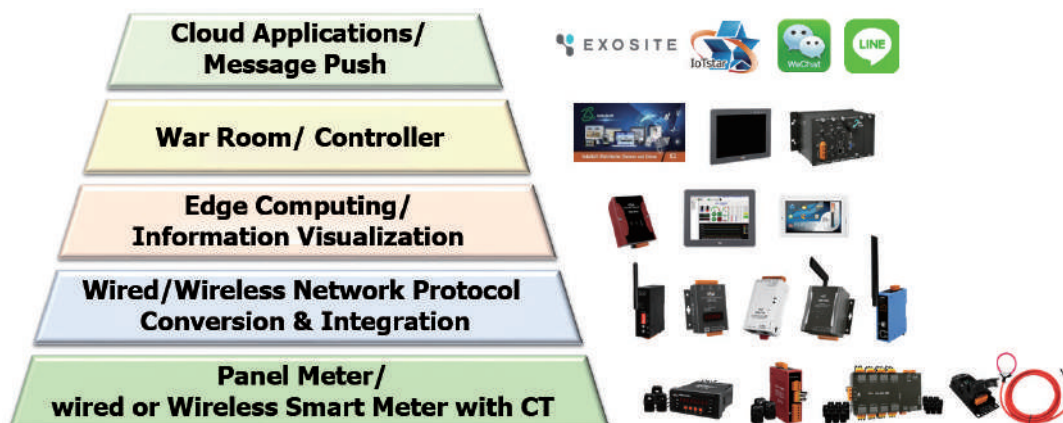 Cloud Applications/
Message Push
EXOSITE
IoTstar
WeChat
LINE
War Room/ Controller
Edge Computing/
Information Visualization
Wired/Wireless Network Protocol
Conversion & Integration
Panel Meter/
wired or Wireless Smart Meter with CT